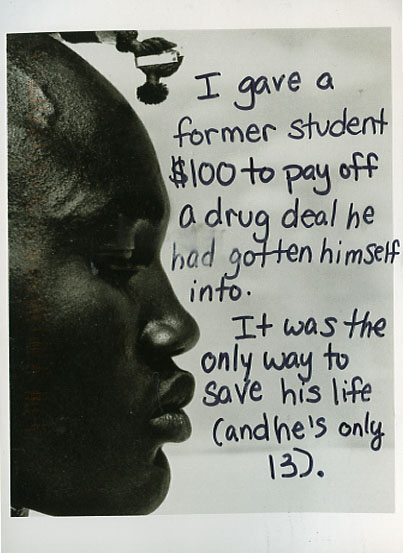 I gave a
former student
$100 to pay off
a drug deal he
had gotten himself
into.
It was the
only way to
save his life
(and he's only
13).